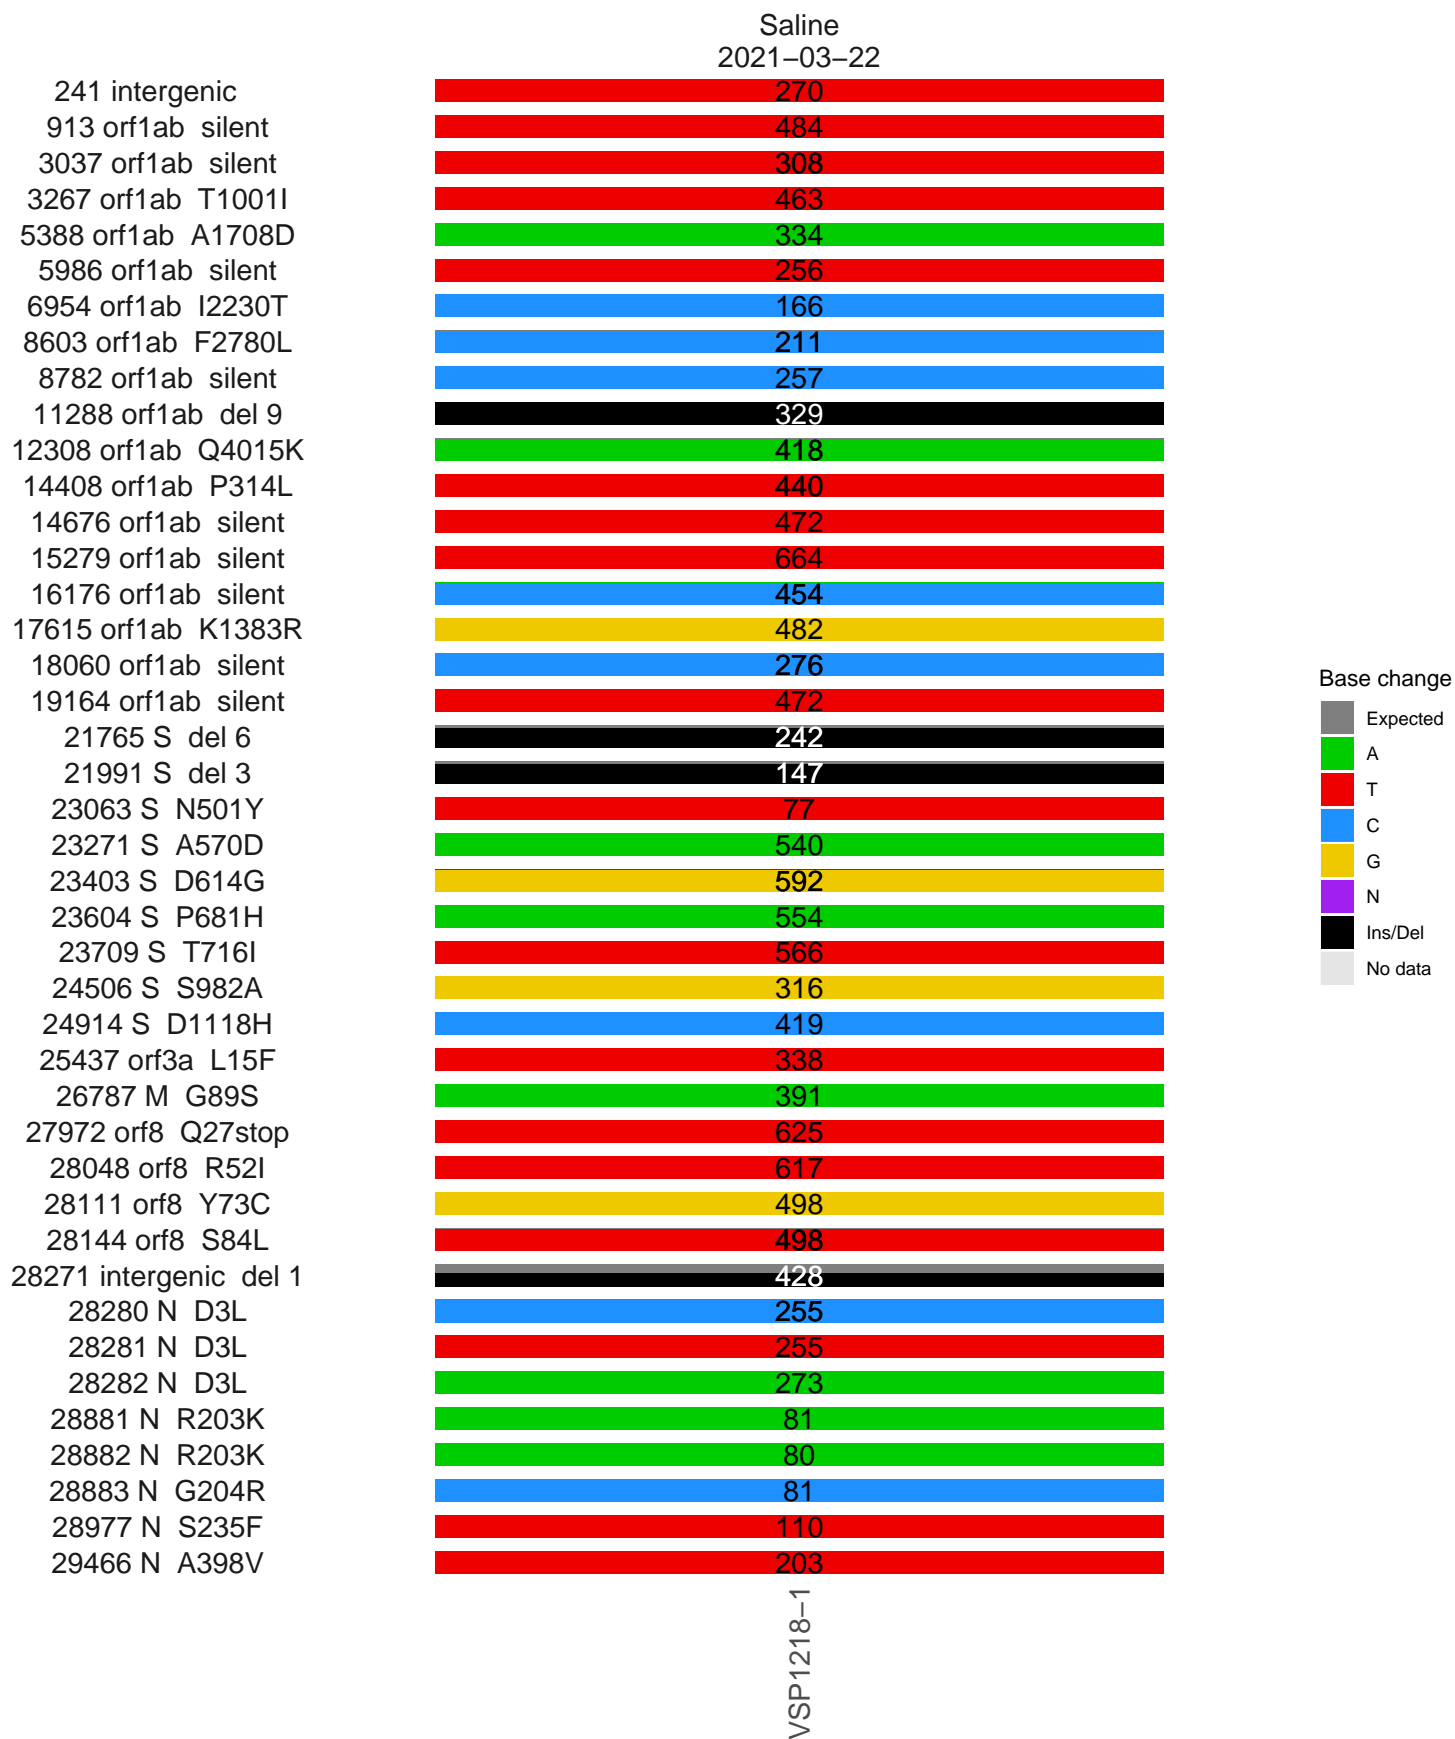 Saline
2021−03−22
241 intergenic 270
913 orf1ab silent 484
3037 orf1ab silent 308
3267 orf1ab T1001I 463
5388 orf1ab A1708D 334
5986 orf1ab silent 256
6954 orf1ab I2230T 166
8603 orf1ab F2780L 211
8782 orf1ab silent 257
11288 orf1ab del 9 329
12308 orf1ab Q4015K 418
14408 orf1ab P314L 440
14676 orf1ab silent 472
15279 orf1ab silent 664
16176 orf1ab silent 454
17615 orf1ab K1383R 482
18060 orf1ab silent 276
19164 orf1ab silent 472
21765 S del 6 242
21991 S del 3 147
23063 S N501Y 77
23271 S A570D 540
23403 S D614G 592
23604 S P681H 554
23709 S T716I 566
24506 S S982A 316
24914 S D1118H 419
25437 orf3a L15F 338
26787 M G89S 391
27972 orf8 Q27stop 625
28048 orf8 R52I 617
28111 orf8 Y73C 498
28144 orf8 S84L 498
28271 intergenic del 1 428
28280 N D3L 255
28281 N D3L 255
28282 N D3L 273
28881 N R203K 81
28882 N R203K 80
28883 N G204R 81
28977 N S235F 110
29466 N A398V 203
VSP1218−1
Base change
Expected
A
T
C
G
N
Ins/Del
No data